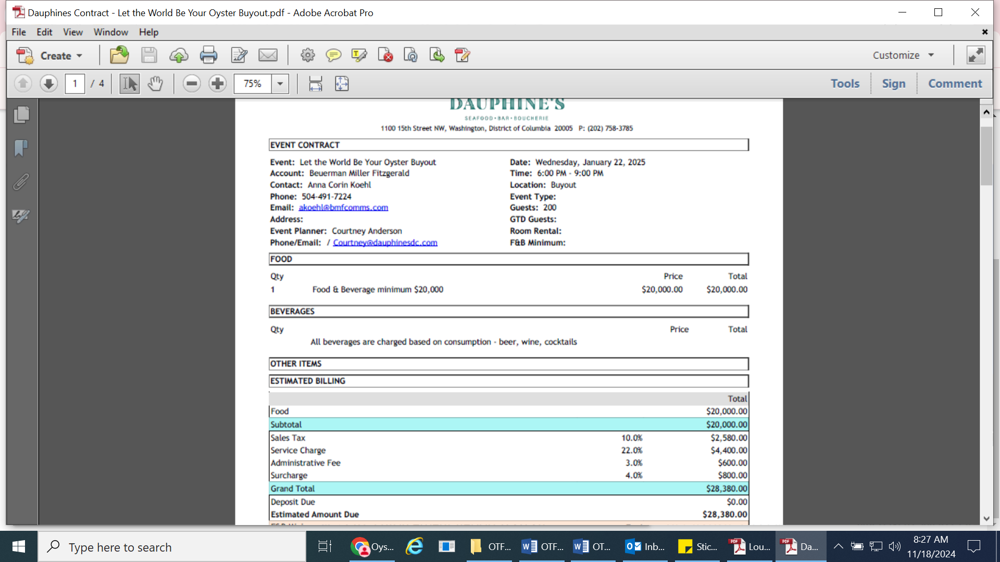 Dauphines Contract - Let the World Be Your Oyster Buyout.pdf - Adobe Acrobat Pro
File Edit View Window Help
Create Customize
1 / 4 75% Tools Sign Comment
DAUPHINE'S
SEAFOOD•BAR•BOUCHERIE
1100 15th Street NW, Washington, District of Columbia 20005 P: (202) 758-3785
EVENT CONTRACT
Event: Let the World Be Your Oyster Buyout Date: Wednesday, January 22, 2025
Account: Beuerman Miller Fitzgerald Time: 6:00 PM - 9:00 PM
Contact: Anna Corin Koehl Location: Buyout
Phone: 504-491-7224 Event Type:
Email: akoehl@bmfcomms.com Guests: 200
Address: GTD Guests:
Event Planner: Courtney Anderson Room Rental:
Phone/Email: / Courtney@dauphinesdc.com F&B Minimum:
FOOD
Qty Price Total
1 Food & Beverage minimum $20,000 $20,000.00 $20,000.00
BEVERAGES
Qty Price Total
All beverages are charged based on consumption - beer, wine, cocktails
OTHER ITEMS
ESTIMATED BILLING
Total
Food $20,000.00
Subtotal $20,000.00
Sales Tax 10.0% $2,580.00
Service Charge 22.0% $4,400.00
Administrative Fee 3.0% $600.00
Surcharge 4.0% $800.00
Grand Total $28,380.00
Deposit Due $0.00
Estimated Amount Due $28,380.00
Type here to search Oys... OTF... OTF... OT... Inb... Stic... Lou... Da... 8:27 AM
11/18/2024